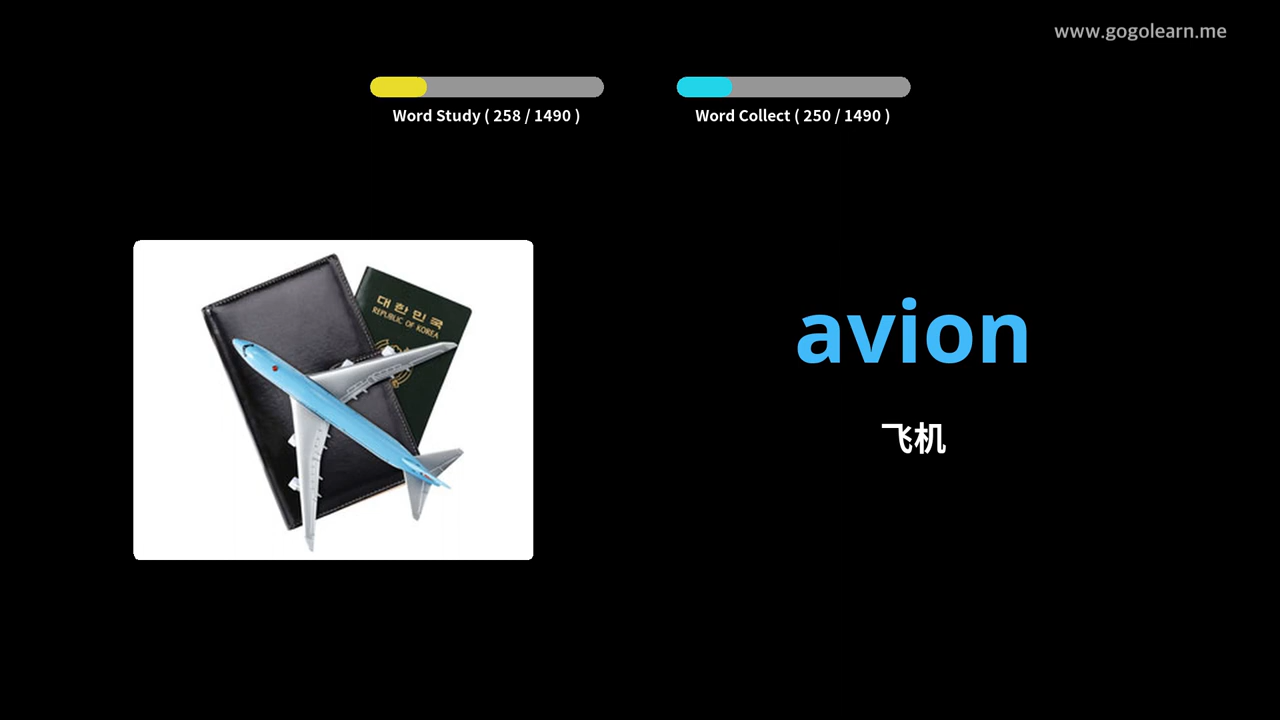 www.gogolearn.me
Word Study ( 258 / 1490 )
Word Collect ( 250 / 1490 )
대한민국
REPUBLIC OF KOREA
avion
飞机